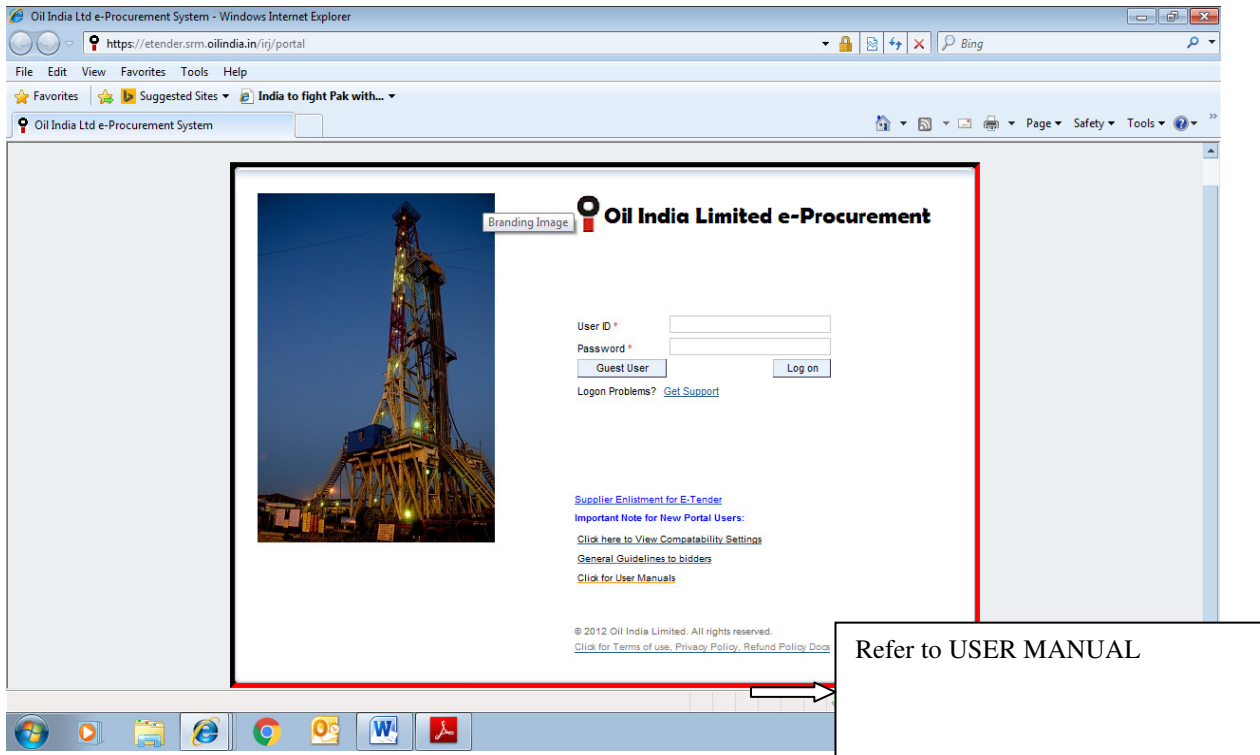 Oil India Ltd e-Procurement System - Windows Internet Explorer
https://etender.srm.oilindia.in/irj/portal
Bing
File Edit View Favorites Tools Help
Favorites Suggested Sites India to fight Pak with...
Oil India Ltd e-Procurement System
Page Safety Tools
Branding Image
Oil India Limited e-Procurement
User ID *
Password *
Guest User Log on
Logon Problems? Get Support
Supplier Enlistment for E-Tender
Important Note for New Portal Users:
Click here to View Compatability Settings
General Guidelines to bidders
Click for User Manuals
© 2012 Oil India Limited. All rights reserved.
Click for Terms of use, Privacy Policy, Refund Policy Docs
Refer to USER MANUAL